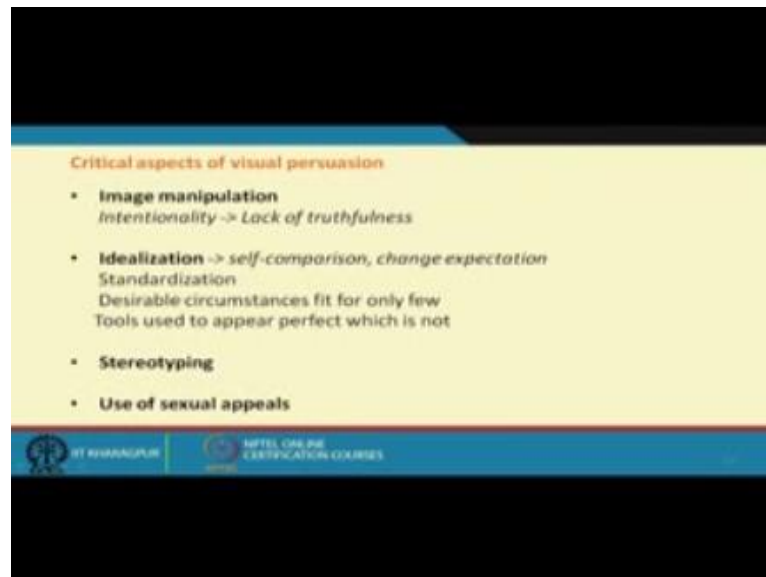 Critical aspects of visual persuasion
• Image manipulation
Intentionality -> Lack of truthfulness
• Idealization -> self-comparison, change expectation
Standardization
Desirable circumstances fit for only few
Tools used to appear perfect which is not
• Stereotyping
• Use of sexual appeals
IIT KHARAGPUR
NPTEL ONLINE
CERTIFICATION COURSES
NPTEL